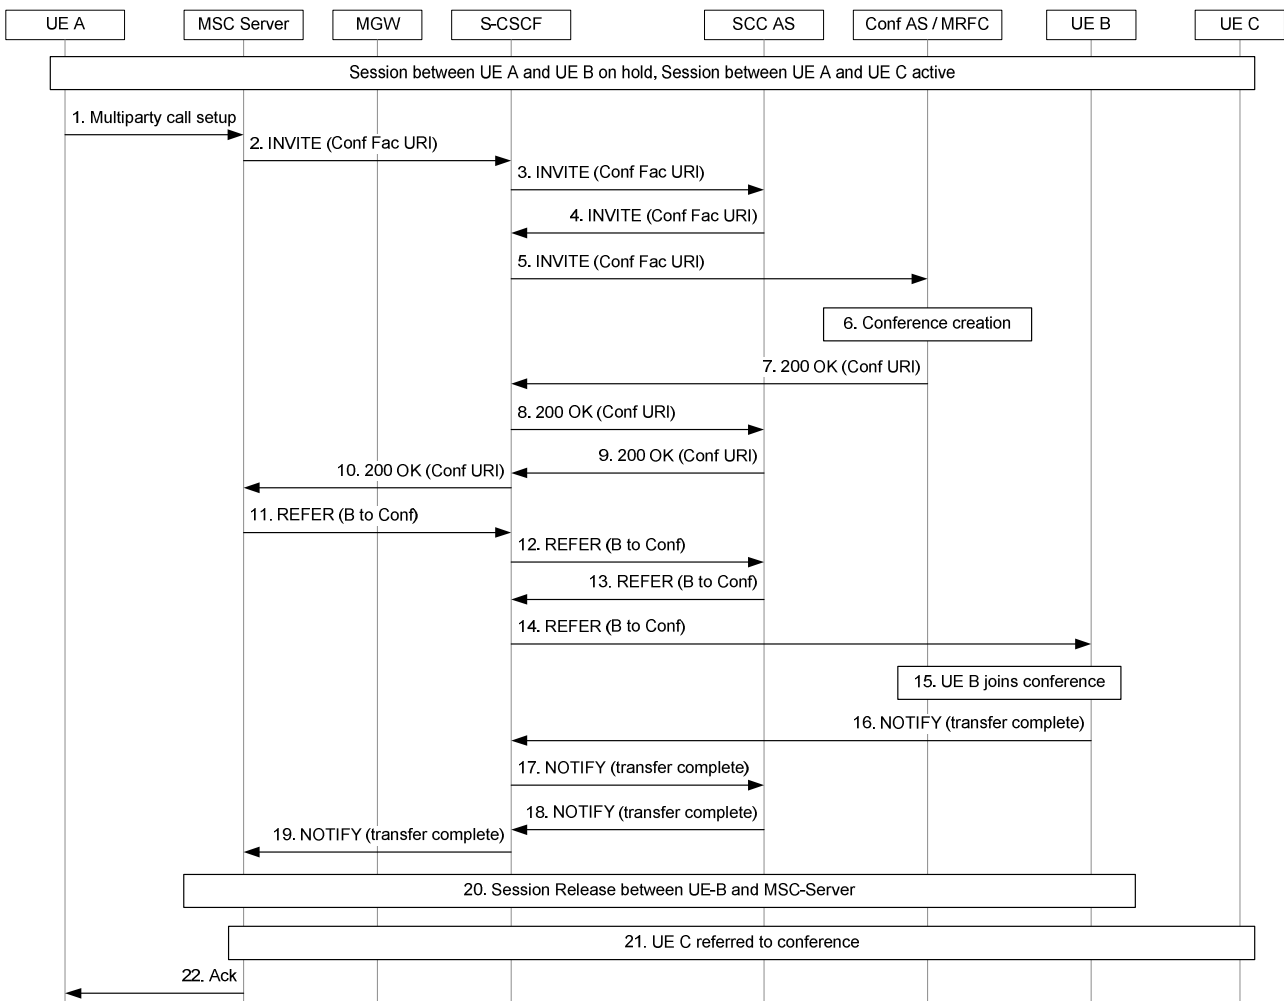 UE A
MSC Server
MGW
S-CSCF
SCC AS
Conf AS / MRFC
UE B
UE C
Session between UE A and UE B on hold, Session between UE A and UE C active
1. Multiparty call setup
2. INVITE (Conf Fac URI)
3. INVITE (Conf Fac URI)
4. INVITE (Conf Fac URI)
5. INVITE (Conf Fac URI)
6. Conference creation
7. 200 OK (Conf URI)
8. 200 OK (Conf URI)
9. 200 OK (Conf URI)
10. 200 OK (Conf URI)
11. REFER (B to Conf)
12. REFER (B to Conf)
13. REFER (B to Conf)
14. REFER (B to Conf)
15. UE B joins conference
16. NOTIFY (transfer complete)
17. NOTIFY (transfer complete)
18. NOTIFY (transfer complete)
19. NOTIFY (transfer complete)
20. Session Release between UE-B and MSC-Server
21. UE C referred to conference
22. Ack